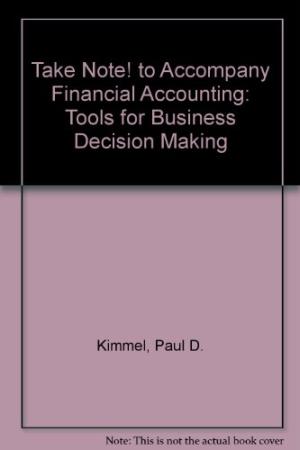 Take Note! to Accompany
Financial Accounting:
Tools for Business
Decision Making
Kimmel, Paul D.
Note: This is not the actual book cover